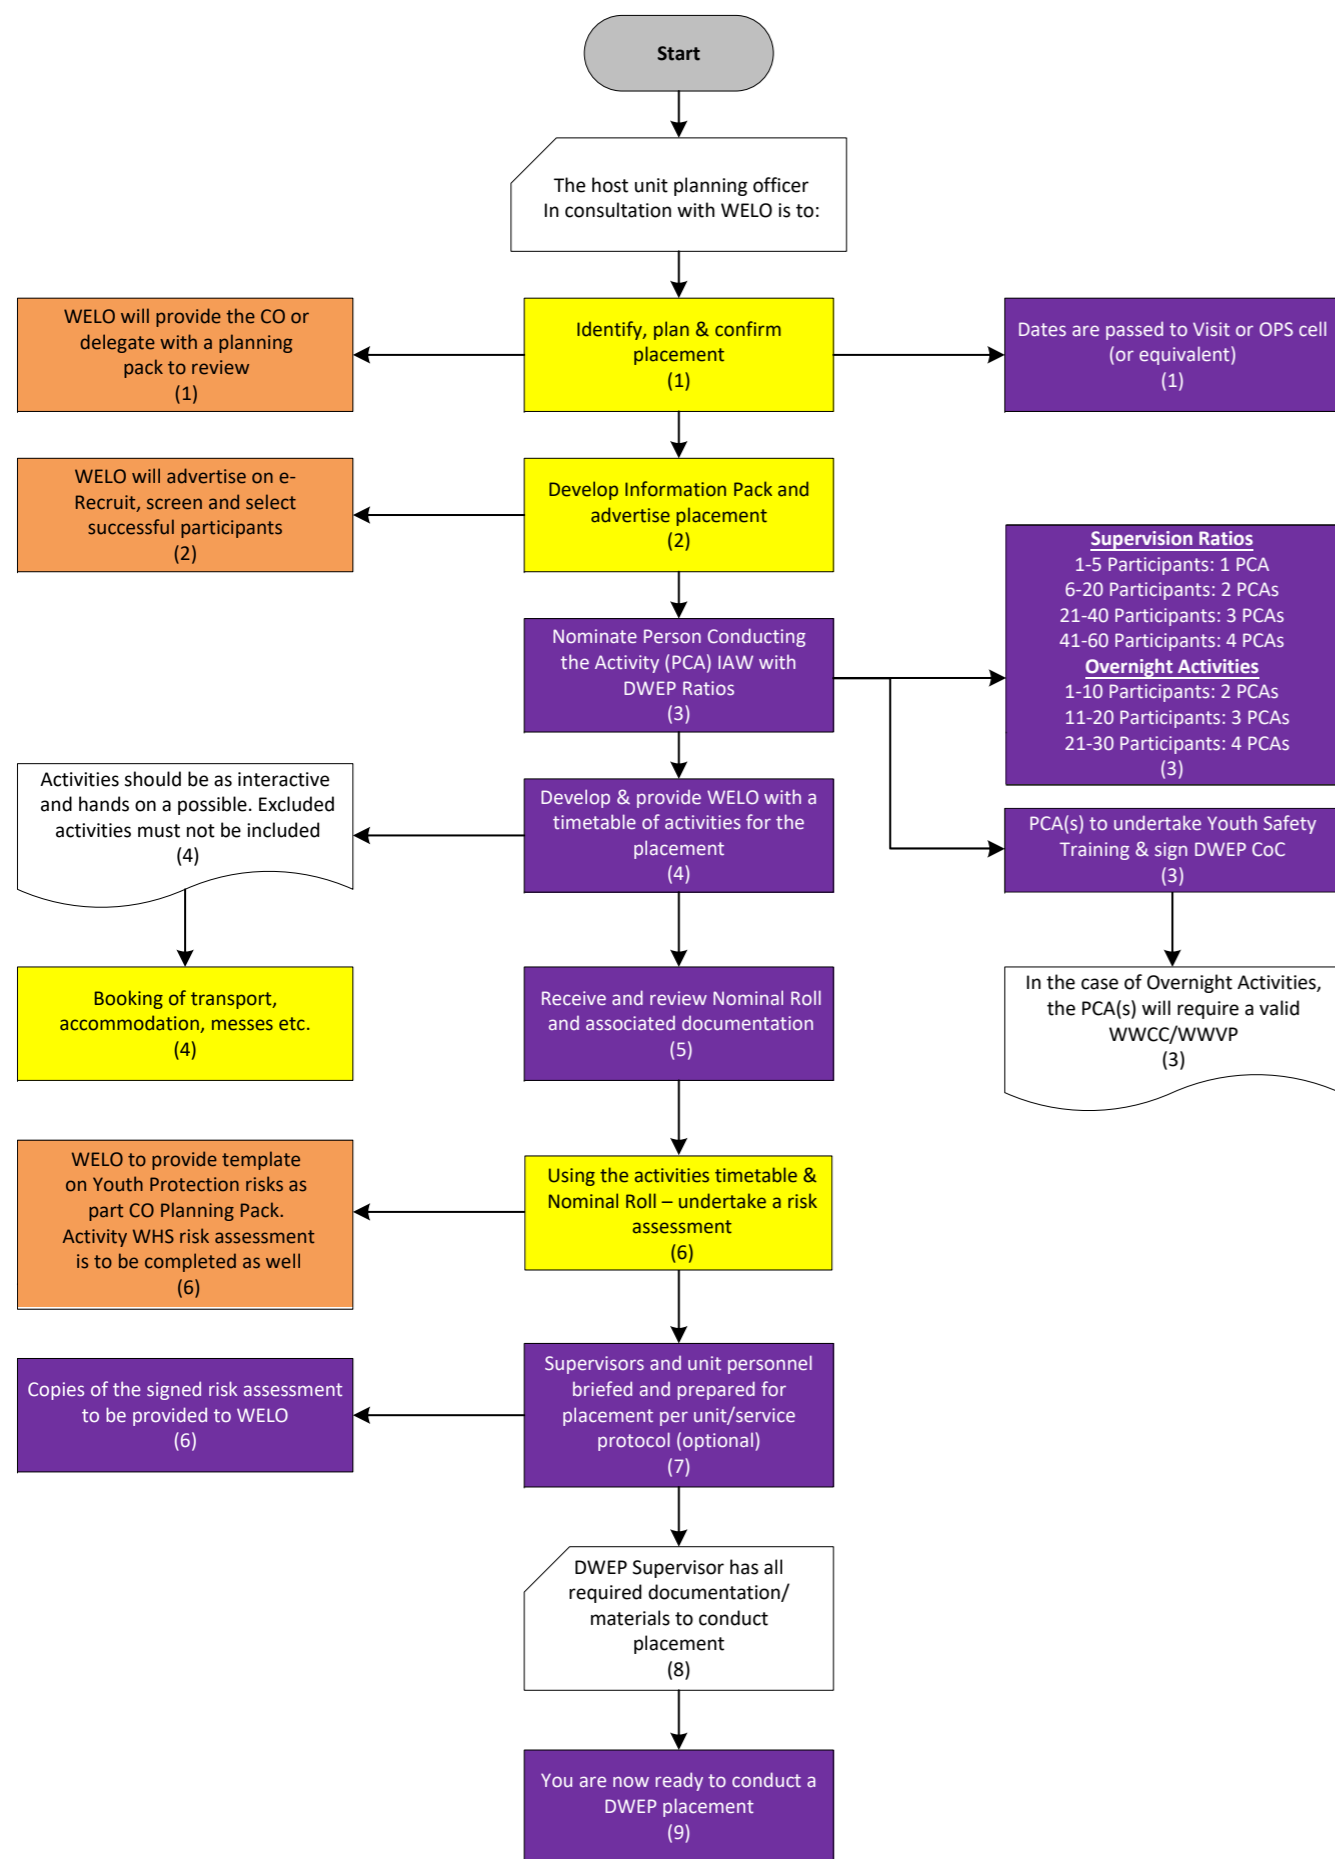 Start
The host unit planning officer
In consultation with WELO is to:
WELO will provide the CO or
delegate with a planning
pack to review
(1)
Identify, plan & confirm
placement
(1)
Dates are passed to Visit or OPS cell
(or equivalent)
(1)
WELO will advertise on e-
Recruit, screen and select
successful participants
(2)
Develop Information Pack and
advertise placement
(2)
Supervision Ratios
1-5 Participants: 1 PCA
6-20 Participants: 2 PCAs
21-40 Participants: 3 PCAs
41-60 Participants: 4 PCAs
Overnight Activities
1-10 Participants: 2 PCAs
11-20 Participants: 3 PCAs
21-30 Participants: 4 PCAs
(3)
Nominate Person Conducting
the Activity (PCA) IAW with
DWEP Ratios
(3)
Activities should be as interactive
and hands on a possible. Excluded
activities must not be included
(4)
Develop & provide WELO with a
timetable of activities for the
placement
(4)
PCA(s) to undertake Youth Safety
Training & sign DWEP CoC
(3)
Booking of transport,
accommodation, messes etc.
(4)
Receive and review Nominal Roll
and associated documentation
(5)
In the case of Overnight Activities,
the PCA(s) will require a valid
WWCC/WWVP
(3)
WELO to provide template
on Youth Protection risks as
part CO Planning Pack.
Activity WHS risk assessment
is to be completed as well
(6)
Using the activities timetable &
Nominal Roll – undertake a risk
assessment
(6)
Copies of the signed risk assessment
to be provided to WELO
(6)
Supervisors and unit personnel
briefed and prepared for
placement per unit/service
protocol (optional)
(7)
DWEP Supervisor has all
required documentation/
materials to conduct
placement
(8)
You are now ready to conduct a
DWEP placement
(9)